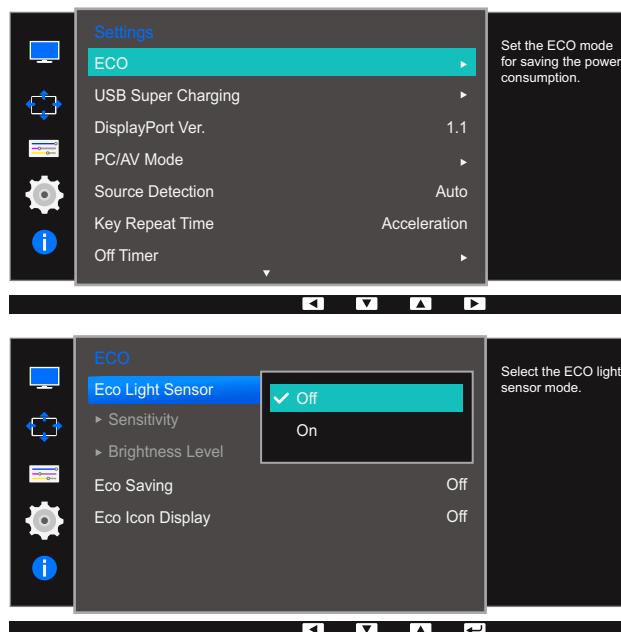 Settings
ECO
USB Super Charging
DisplayPort Ver. 1.1
PC/AV Mode
Source Detection Auto
Key Repeat Time Acceleration
Off Timer
Set the ECO mode
for saving the power
consumption.
ECO
Eco Light Sensor
Off
Sensitivity
On
Brightness Level
Eco Saving Off
Eco Icon Display Off
Select the ECO light
sensor mode.